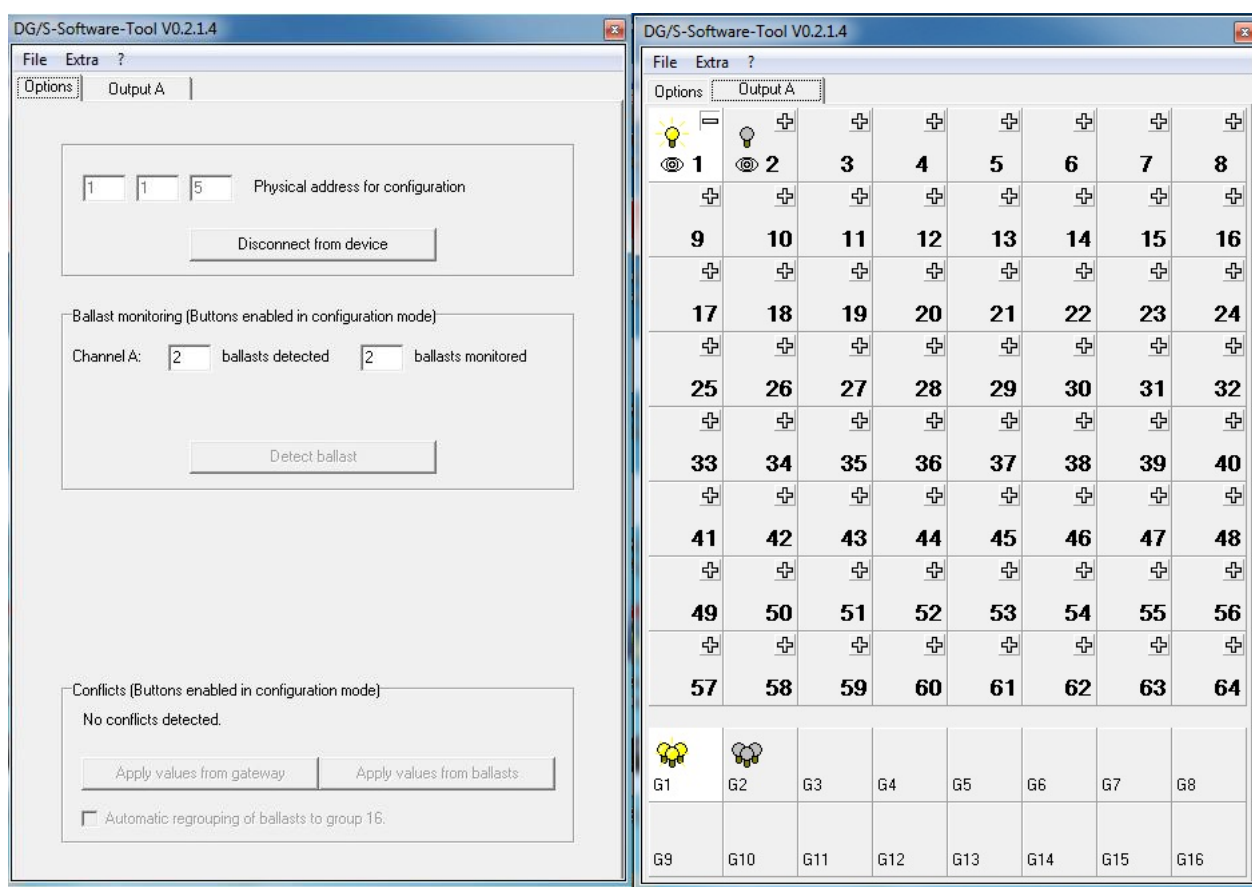 DG/S-Software-Tool V0.2.1.4
File Extra ?
Options Output A
1 1 5 Physical address for configuration
Disconnect from device
Ballast monitoring (Buttons enabled in configuration mode)
Channel A: 2 ballasts detected 2 ballasts monitored
Detect ballast
Conflicts (Buttons enabled in configuration mode)
No conflicts detected.
Apply values from gateway Apply values from ballasts
Automatic regrouping of ballasts to group 16.
DG/S-Software-Tool V0.2.1.4
File Extra ?
Options Output A
1 2 3 4 5 6 7 8
9 10 11 12 13 14 15 16
17 18 19 20 21 22 23 24
25 26 27 28 29 30 31 32
33 34 35 36 37 38 39 40
41 42 43 44 45 46 47 48
49 50 51 52 53 54 55 56
57 58 59 60 61 62 63 64
G1 G2 G3 G4 G5 G6 G7 G8
G9 G10 G11 G12 G13 G14 G15 G16